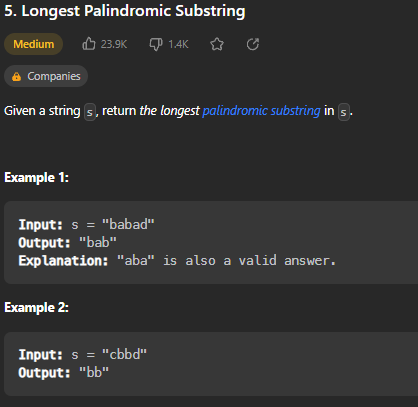 5. Longest Palindromic Substring
Medium 23.9K 1.4K
Companies
Given a string s, return the longest palindromic substring in s.
Example 1:
Input: s = "babad"
Output: "bab"
Explanation: "aba" is also a valid answer.
Example 2:
Input: s = "cbbd"
Output: "bb"